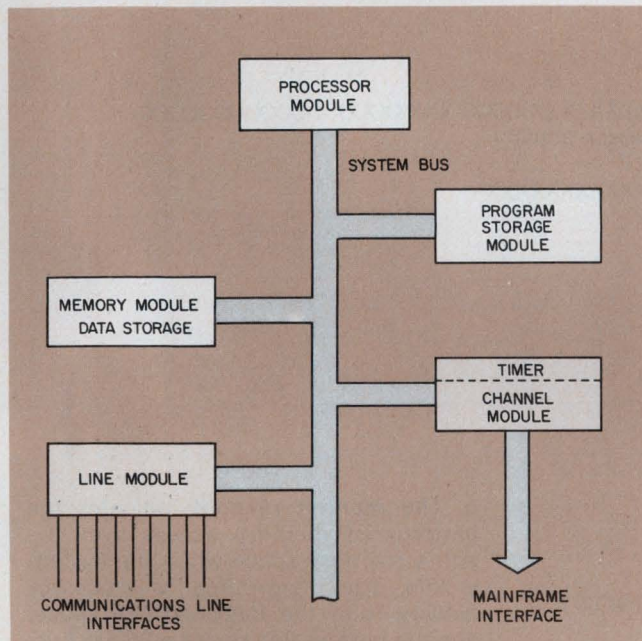 PROCESSOR
MODULE
SYSTEM BUS
PROGRAM
STORAGE
MODULE
MEMORY MODULE
DATA STORAGE
TIMER
CHANNEL
MODULE
LINE MODULE
COMMUNICATIONS LINE
INTERFACES
MAINFRAME
INTERFACE